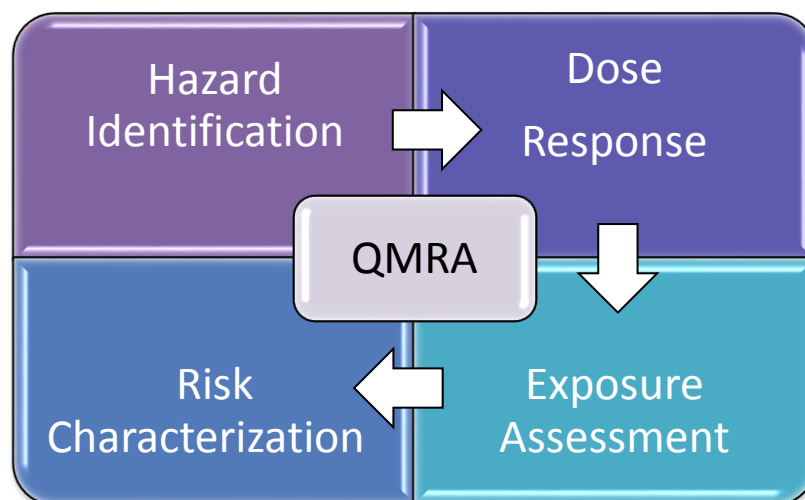 Hazard
Identification
Dose
Response
QMRA
Risk
Characterization
Exposure
Assessment